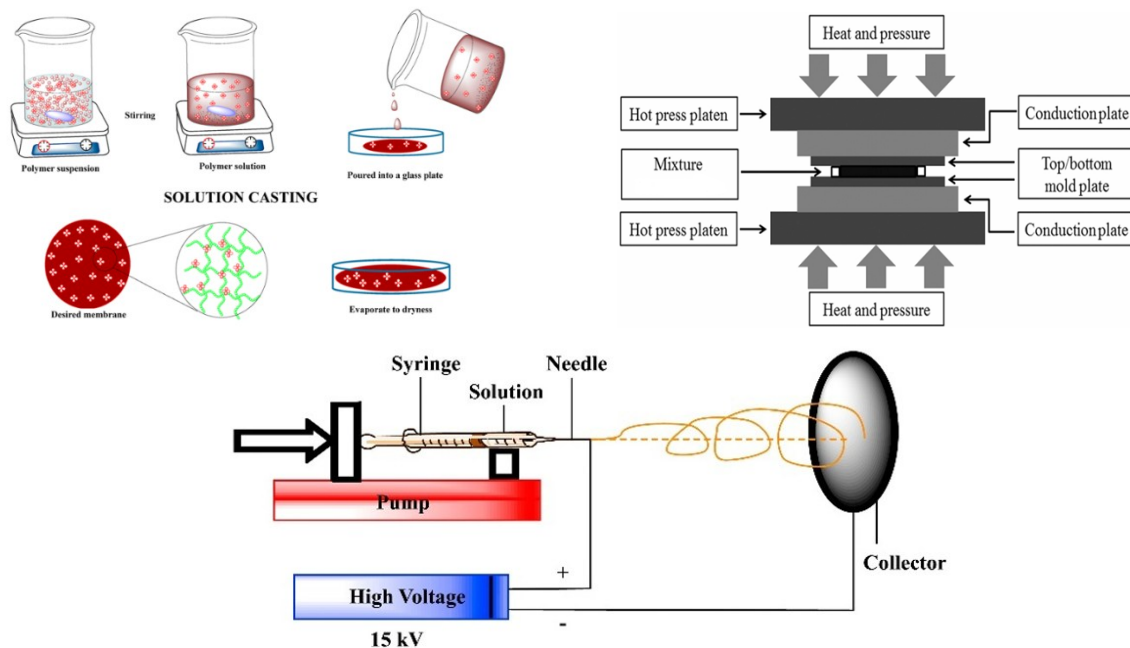 Polymer suspension
Stirring
Polymer solution
Poured into a glass plate
SOLUTION CASTING
Desired membrane
Evaporate to dryness
Heat and pressure
Hot press platen
Conduction plate
Mixture
Top/bottom
mold plate
Hot press platen
Conduction plate
Heat and pressure
Syringe
Needle
Solution
Pump
Collector
+
High Voltage
-
15 kV